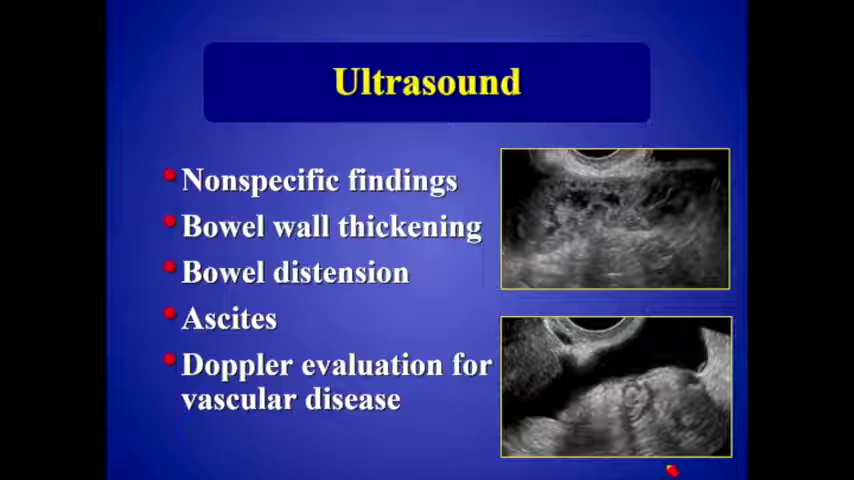 Ultrasound
Nonspecific findings
Bowel wall thickening
Bowel distension
Ascites
Doppler evaluation for
vascular disease